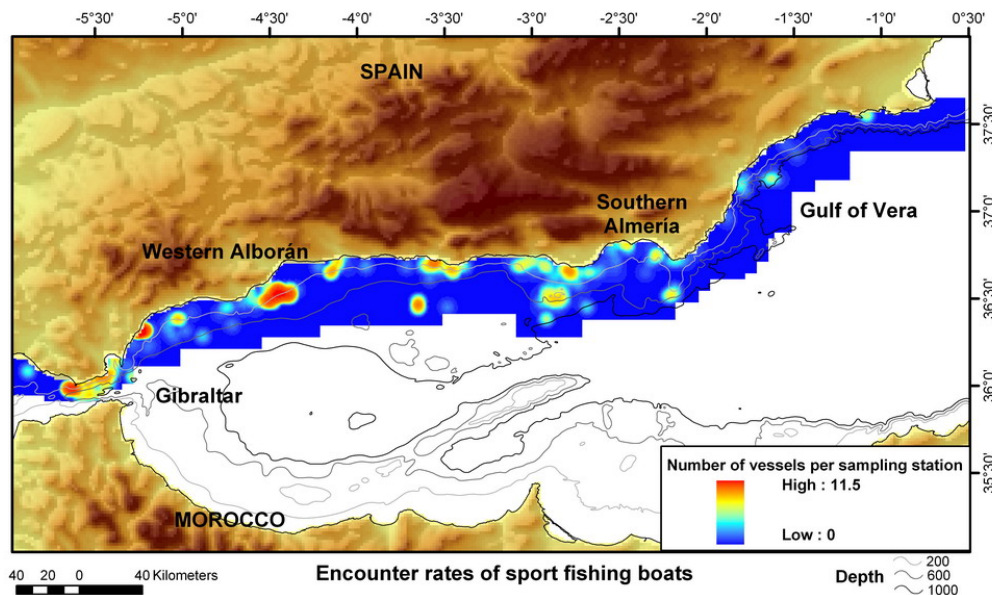 -5°30' -5°0' -4°30' -4°0' -3°30' -3°0' -2°30' -2°0' -1°30' -1°0' 0°30'
SPAIN
37°30'
Southern
Almería
37°0'
Gulf of Vera
Western Alborán
36°30'
Gibraltar
36°0'
Number of vessels per sampling station
High : 11.5
Low : 0
35°30'
MOROCCO
40 20 0 40 Kilometers
Encounter rates of sport fishing boats
Depth
200
600
1000